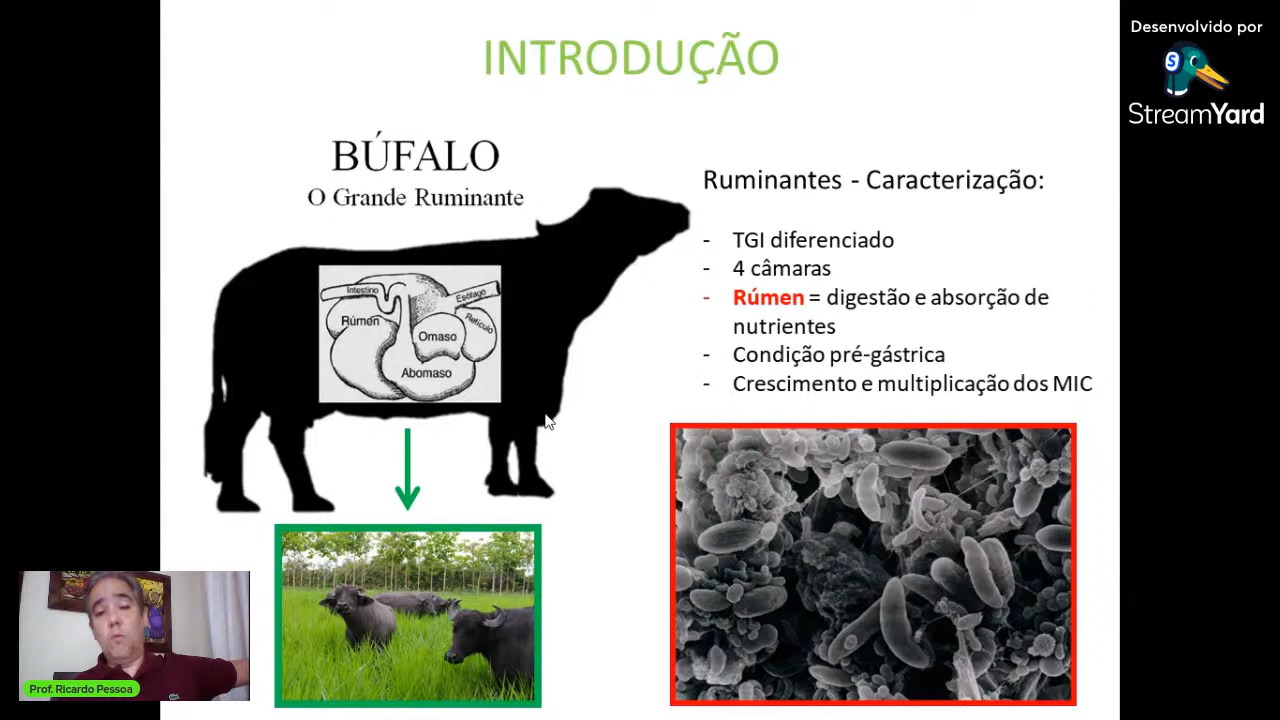 INTRODUÇÃO
Desenvolvido por
StreamYard
BÚFALO
O Grande Ruminante
Intestino
Esôfago
Rúmen
Omaso
Retículo
Abomaso
Ruminantes - Caracterização:
- TGI diferenciado
- 4 câmaras
- Rúmen = digestão e absorção de
nutrientes
- Condição pré-gástrica
- Crescimento e multiplicação dos MIC
Prof. Ricardo Pessoa